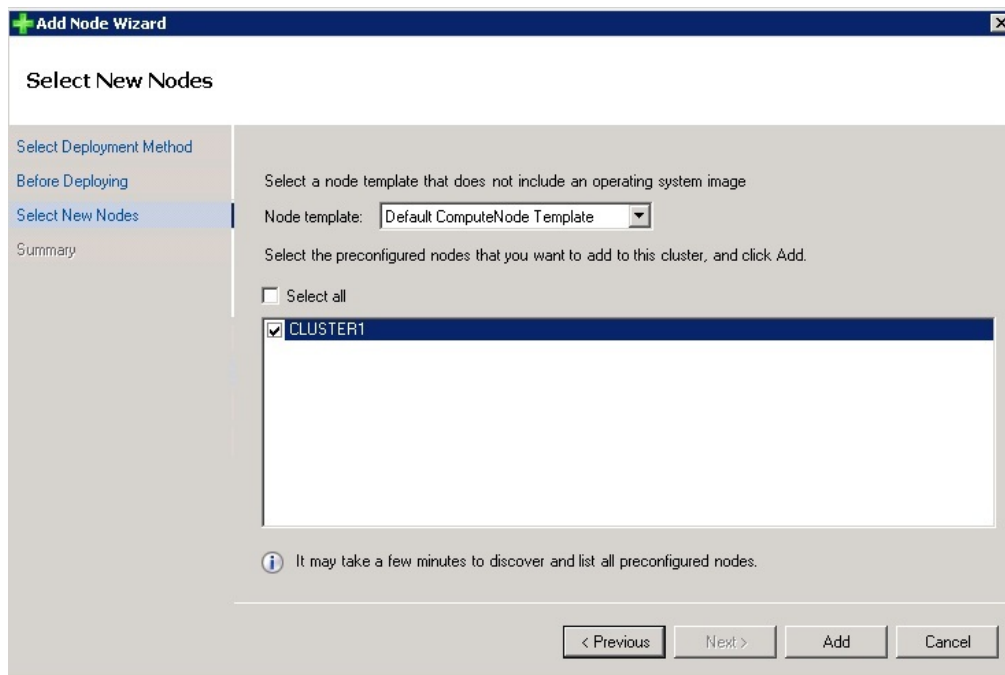 Add Node Wizard
Select New Nodes
Select Deployment Method
Before Deploying
Select New Nodes
Summary
Select a node template that does not include an operating system image
Node template: Default ComputeNode Template
Select the preconfigured nodes that you want to add to this cluster, and click Add.
Select all
CLUSTER1
It may take a few minutes to discover and list all preconfigured nodes.
< Previous Next > Add Cancel